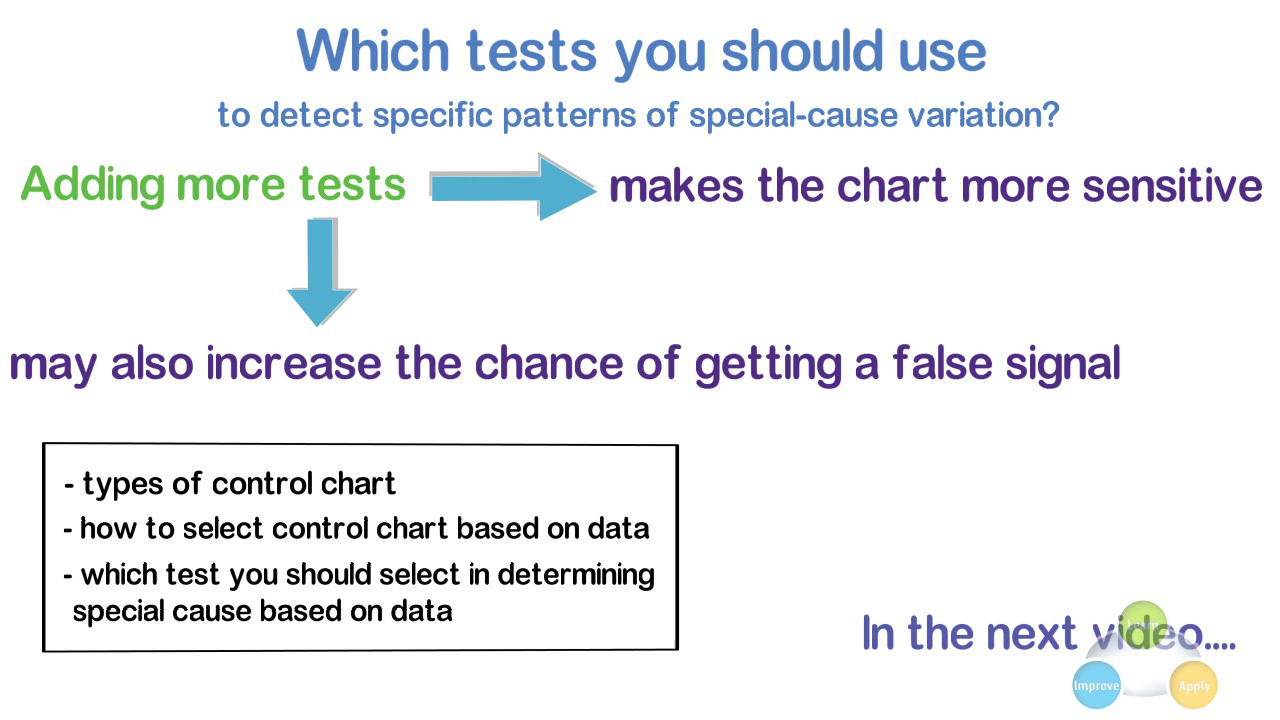 Which tests you should use
to detect specific patterns of special-cause variation?
Adding more tests
makes the chart more sensitive
may also increase the chance of getting a false signal
- types of control chart
- how to select control chart based on data
- which test you should select in determining
special cause based on data
In the next video....
Learn
Improve
Apply